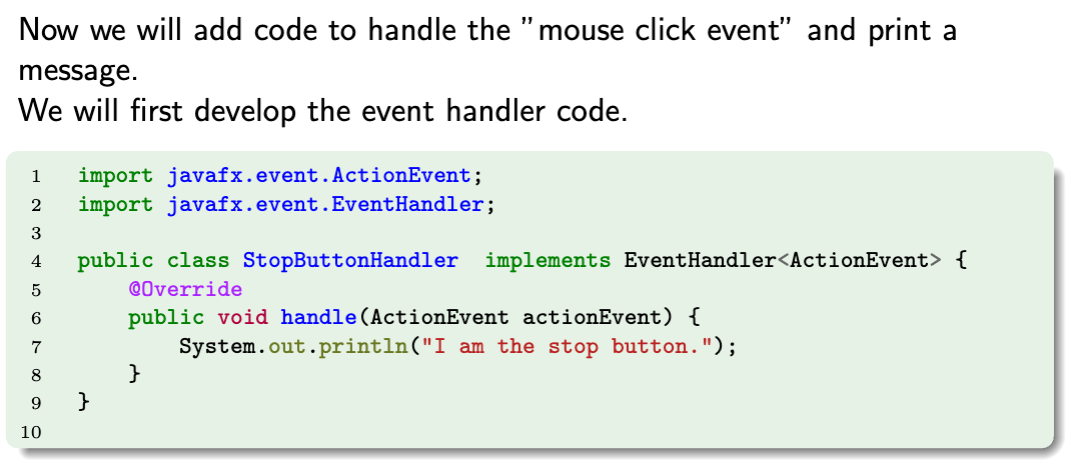 Now we will add code to handle the ”mouse click event” and print a
message.
We will first develop the event handler code.
1 import javafx.event.ActionEvent;
2 import javafx.event.EventHandler;
3
4 public class StopButtonHandler  implements EventHandler<ActionEvent> {
5     @Override
6     public void handle(ActionEvent actionEvent) {
7         System.out.println("I am the stop button.");
8     }
9 }
10